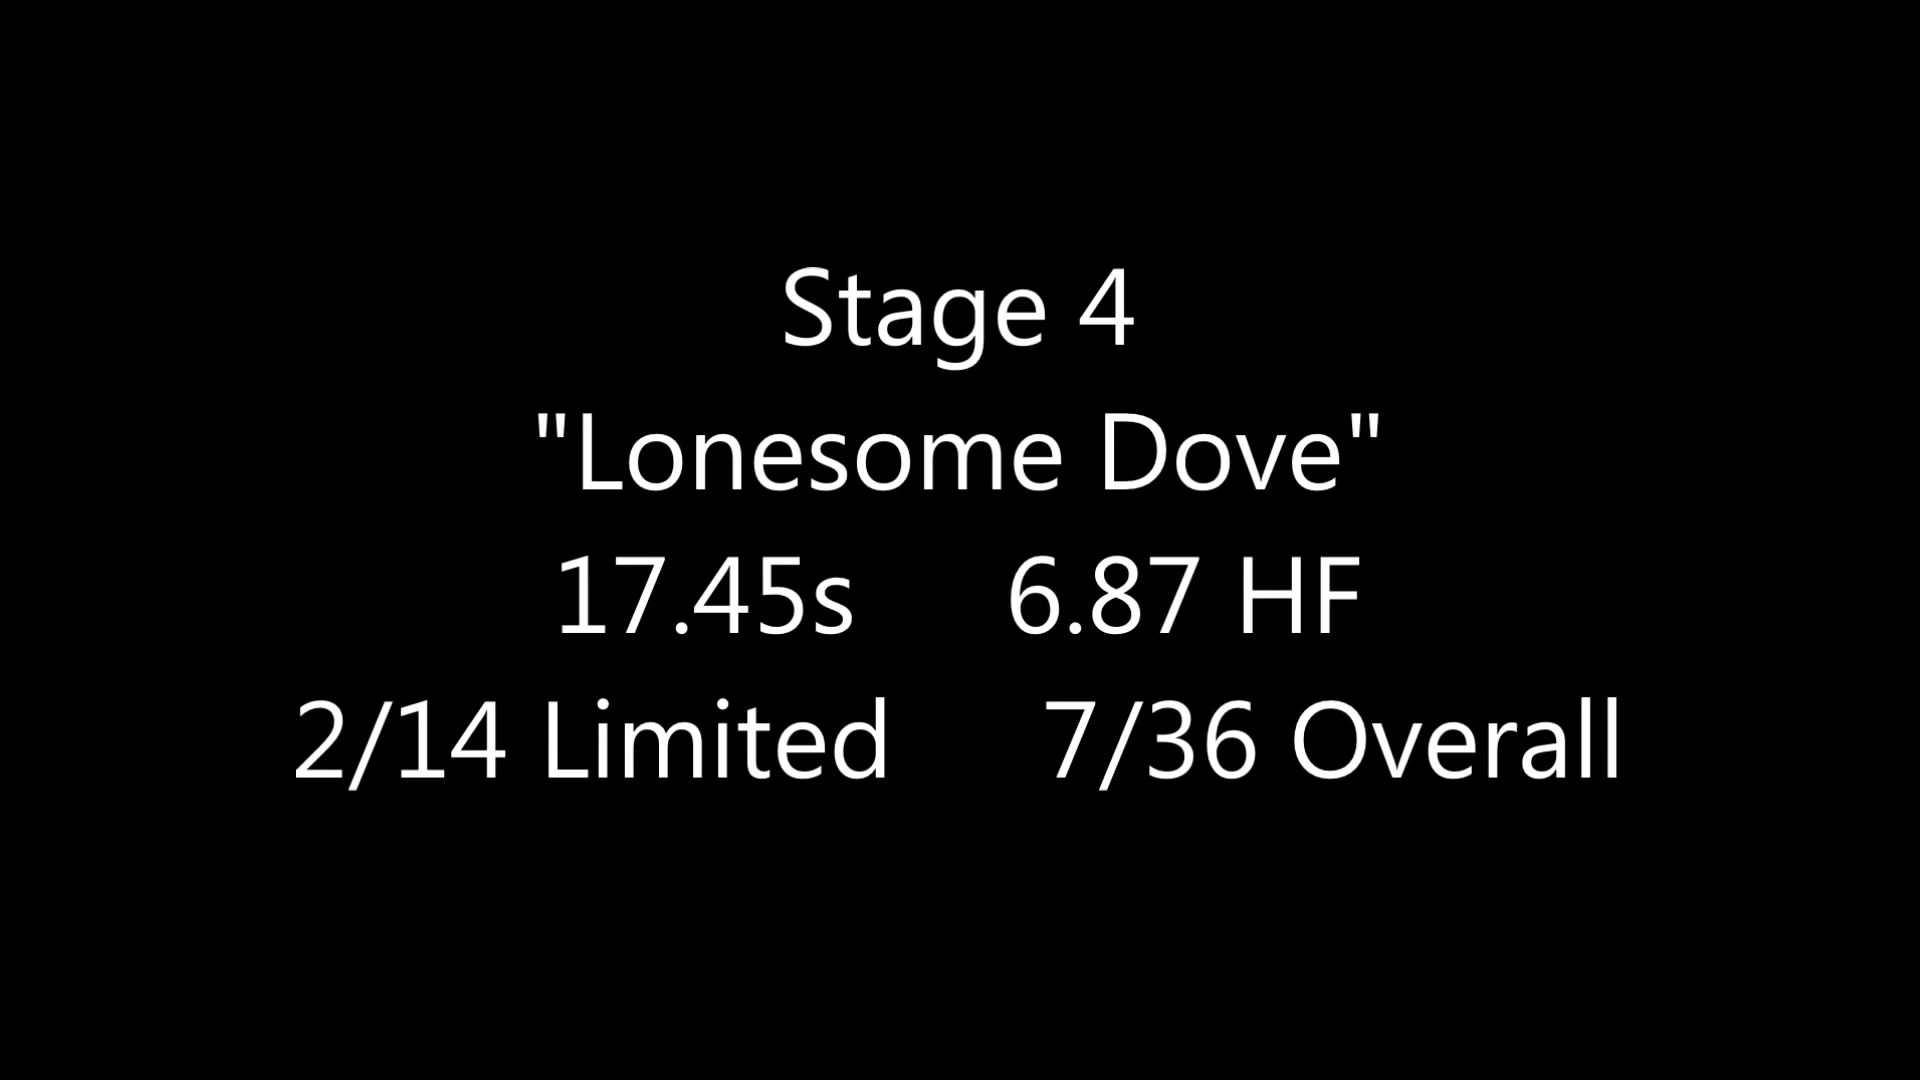 Stage 4
"Lonesome Dove"
17.45s 6.87 HF
2/14 Limited 7/36 Overall